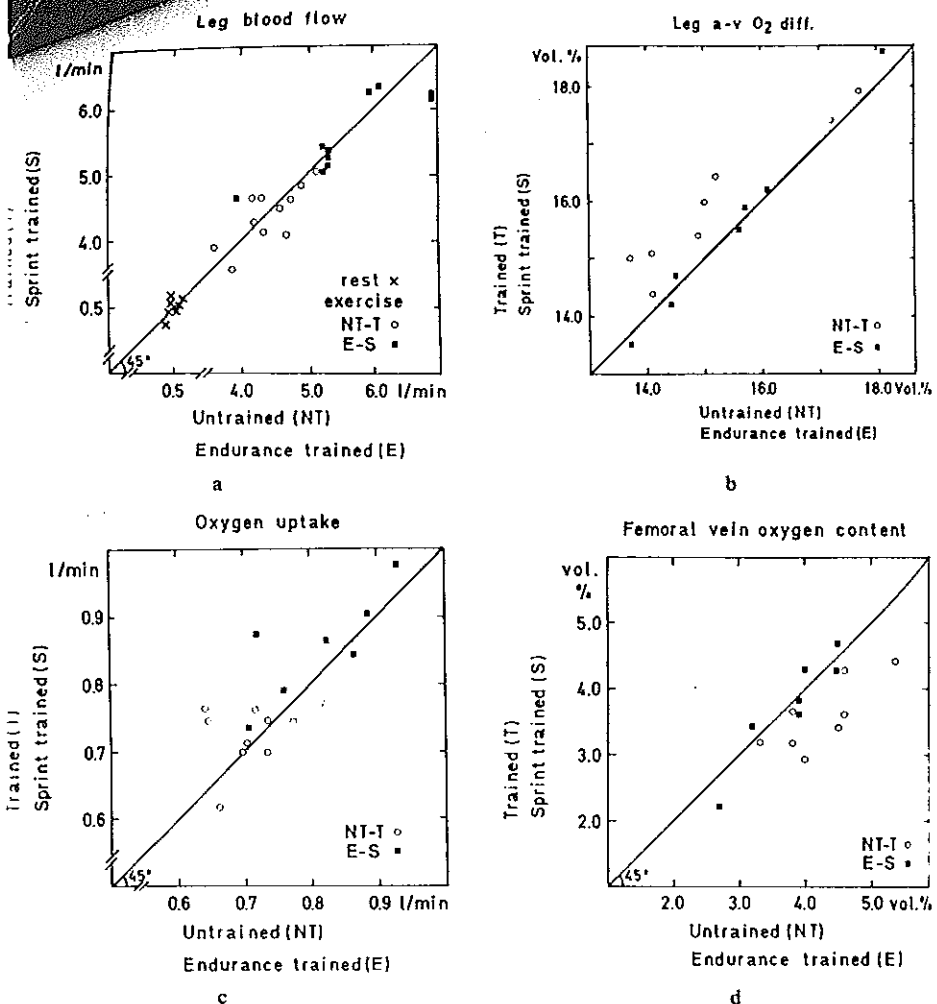 Leg blood flow
l/min
6.0
5.0
4.0
0.5
Sprint trained (S)
rest ×
exercise
NT-T ○
E-S ■
45°
0.5 4.0 5.0 6.0 l/min
Untrained (NT)
Endurance trained (E)
a
Leg a-v O₂ diff.
Vol. %
18.0
16.0
14.0
Trained (T)
Sprint trained (S)
NT-T ○
E-S ■
14.0 16.0 18.0 Vol.%
Untrained (NT)
Endurance trained (E)
b
Oxygen uptake
l/min
0.9
0.8
0.7
0.6
Trained (T)
Sprint trained (S)
NT-T ○
E-S ■
45°
0.6 0.7 0.8 0.9 l/min
Untrained (NT)
Endurance trained (E)
c
Femoral vein oxygen content
vol.
%
5.0
4.0
3.0
2.0
Trained (T)
Sprint trained (S)
NT-T ○
E-S ■
45°
2.0 3.0 4.0 5.0 vol.%
Untrained (NT)
Endurance trained (E)
d